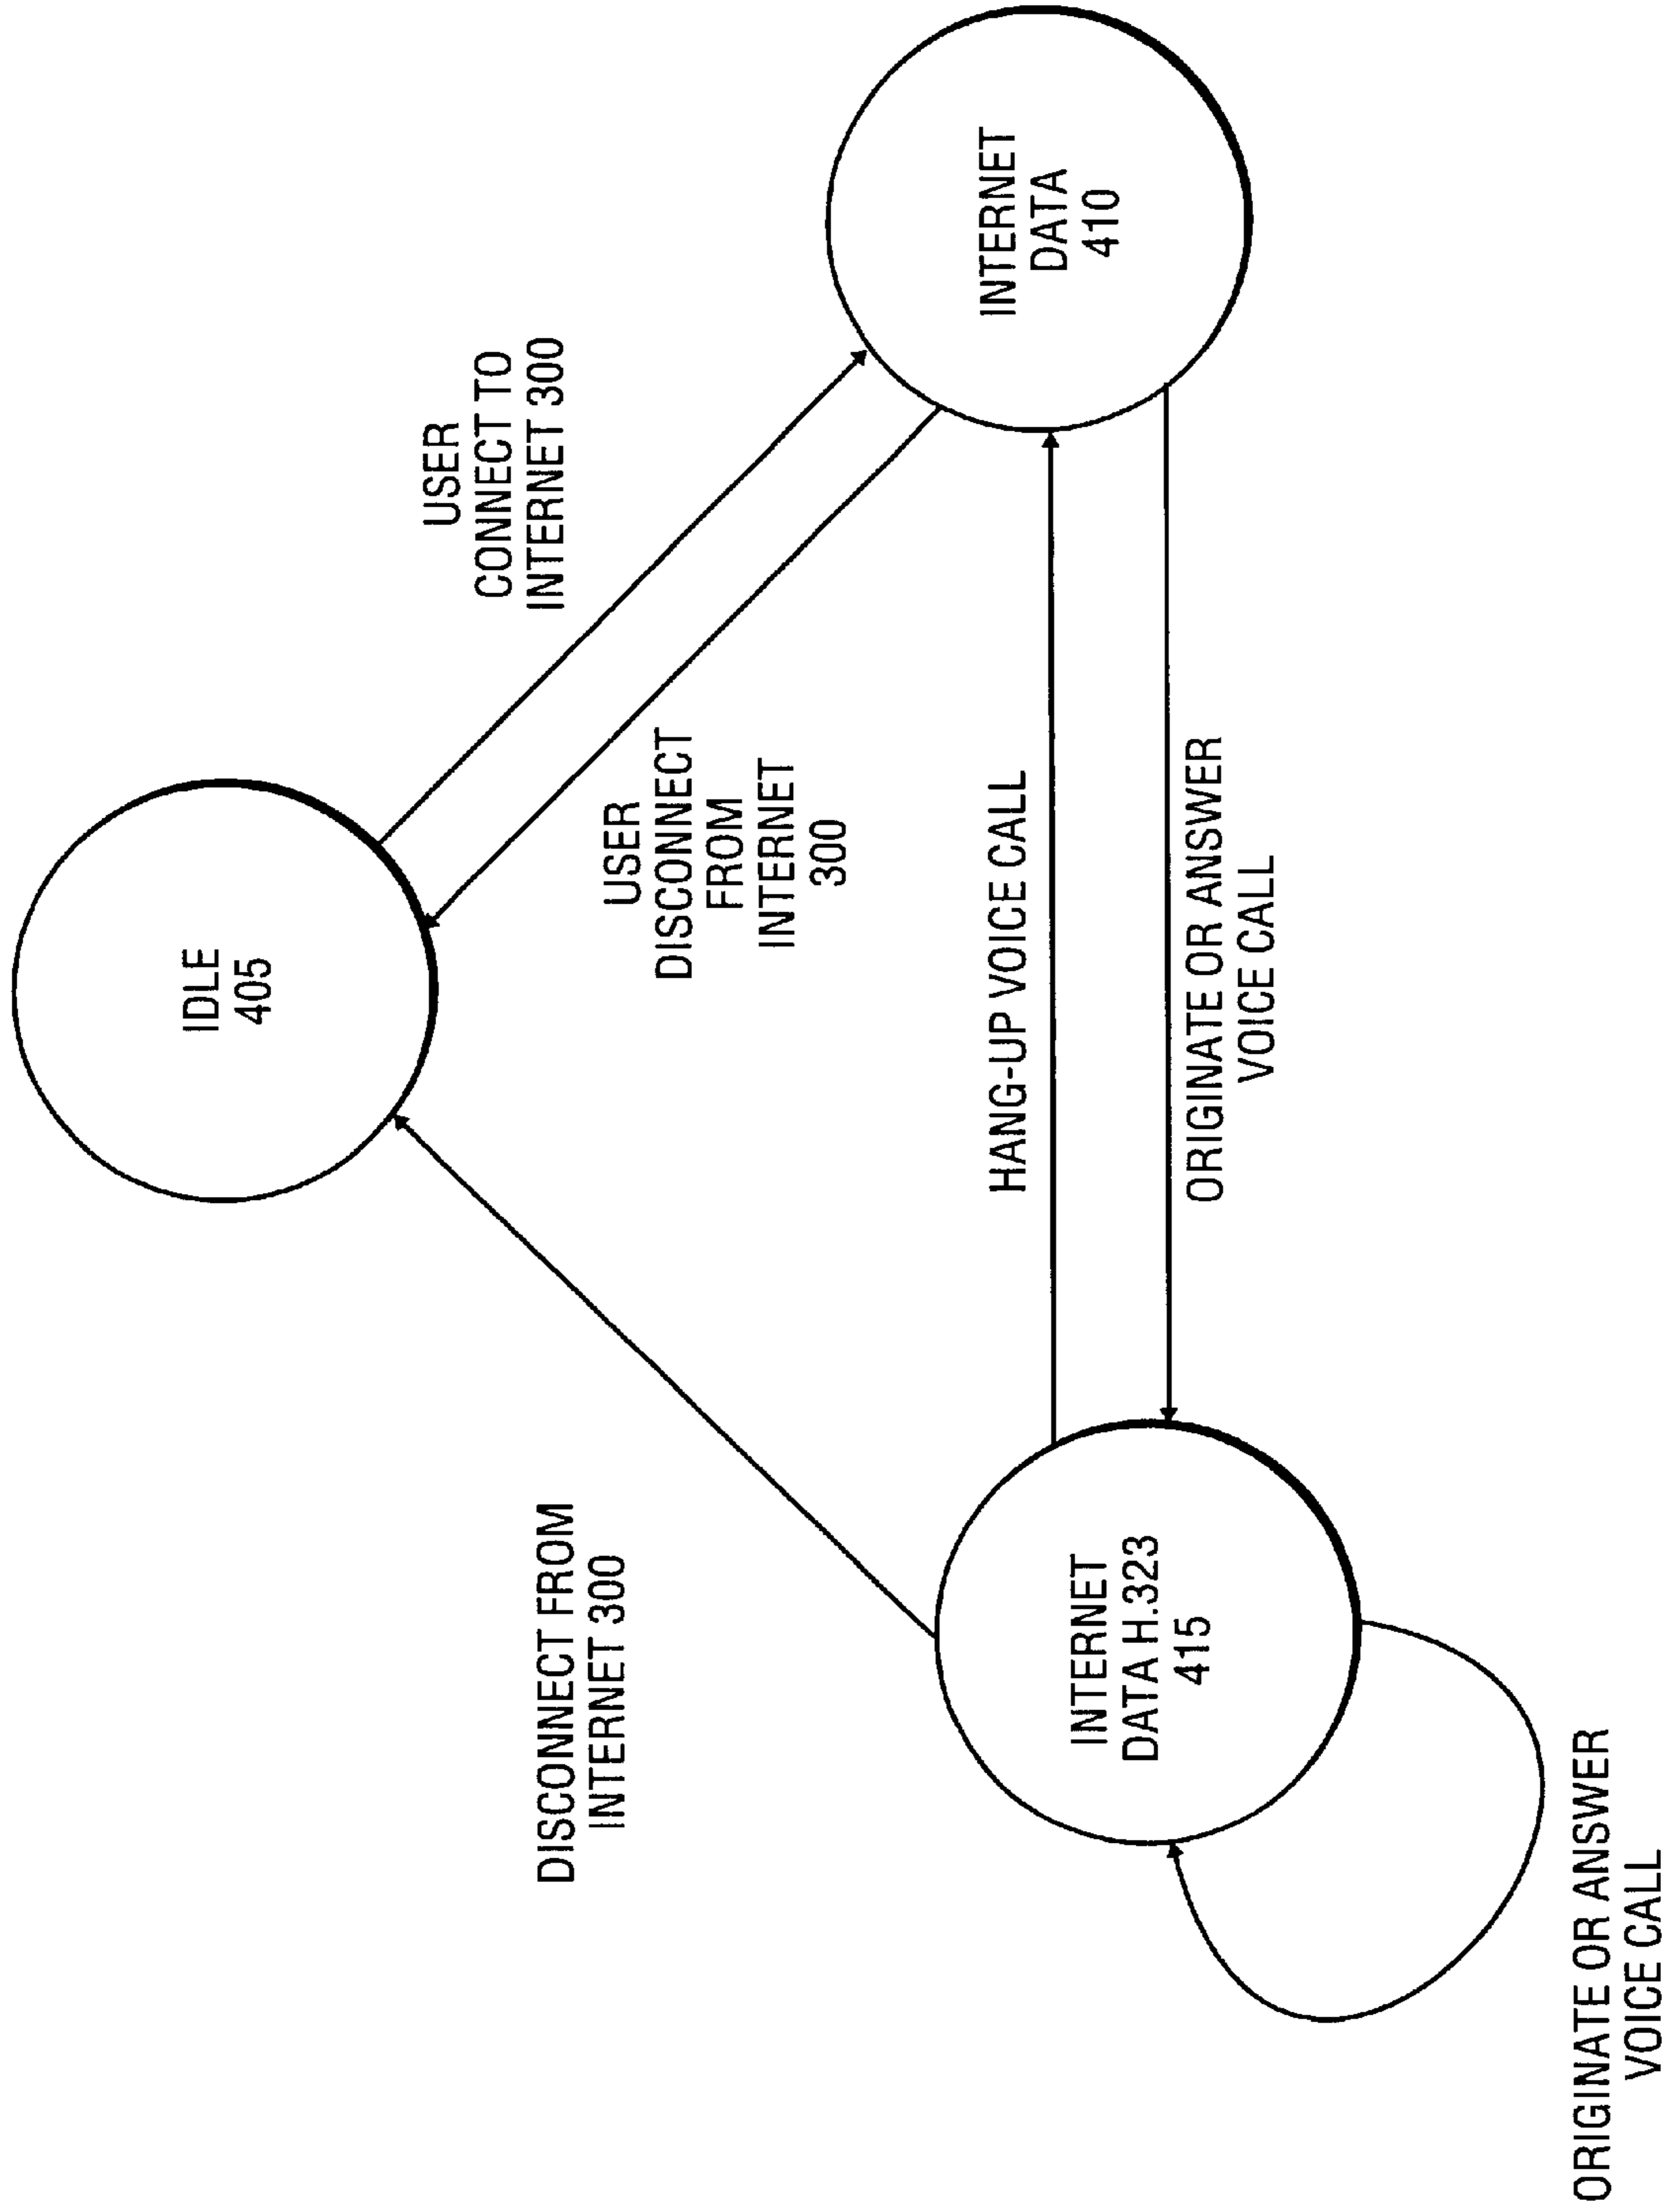 IDLE
405
USER
CONNECT TO
INTERNET 300
USER
DISCONNECT
FROM
INTERNET
300
INTERNET
DATA
410
DISCONNECT FROM
INTERNET 300
HANG-UP VOICE CALL
ORIGINATE OR ANSWER
VOICE CALL
INTERNET
DATA H.323
415
ORIGINATE OR ANSWER
VOICE CALL